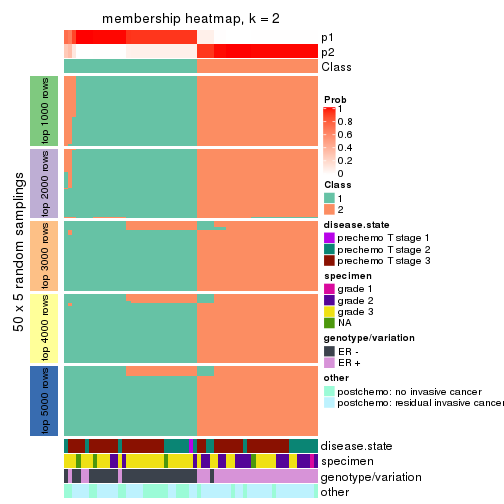 membership heatmap, k = 2
p1
p2
Class
50 x 5 random samplings
top 1000 rows
top 2000 rows
top 3000 rows
top 4000 rows
top 5000 rows
Prob
1
0.8
0.6
0.4
0.2
0
Class
1
2
disease.state
prechemo T stage 1
prechemo T stage 2
prechemo T stage 3
specimen
grade 1
grade 2
grade 3
NA
genotype/variation
ER -
ER +
other
postchemo: no invasive cancer
postchemo: residual invasive cancer
disease.state
specimen
genotype/variation
other